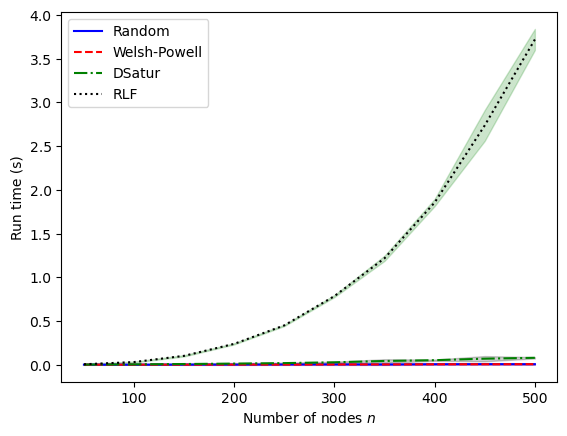 4.0
3.5
3.0
2.5
2.0
1.5
1.0
0.5
0.0
Run time (s)
Random
Welsh-Powell
DSatur
RLF
100 200 300 400 500
Number of nodes n